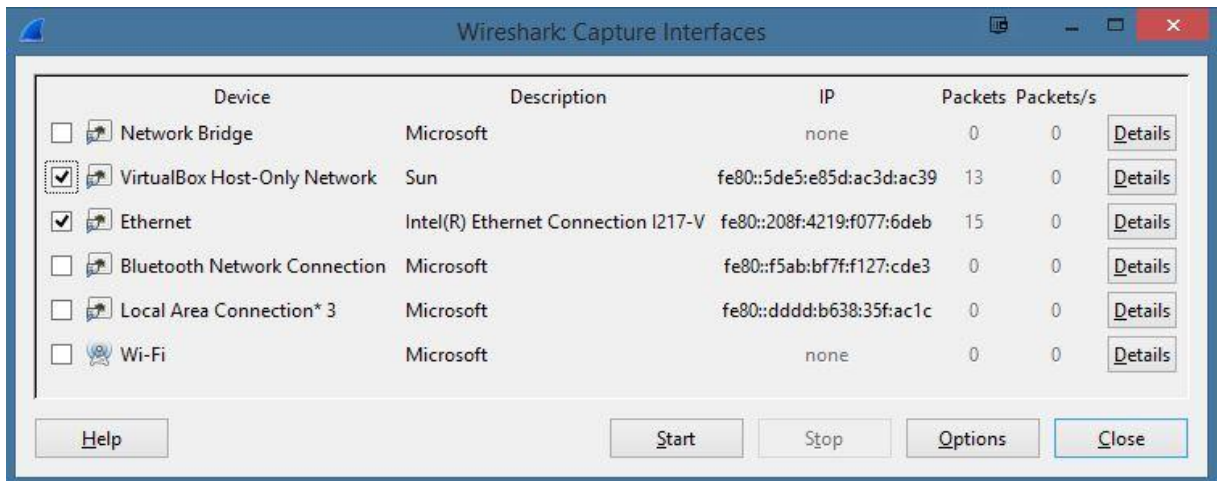 Wireshark: Capture Interfaces
Device Description IP Packets Packets/s
Network Bridge Microsoft none 0 0 Details
VirtualBox Host-Only Network Sun fe80::5de5:e85d:ac3d:ac39 13 0 Details
Ethernet Intel(R) Ethernet Connection I217-V fe80::208f:4219:f077:6deb 15 0 Details
Bluetooth Network Connection Microsoft fe80::f5ab:bf7f:f127:cde3 0 0 Details
Local Area Connection* 3 Microsoft fe80::dddd:b638:35f:ac1c 0 0 Details
Wi-Fi Microsoft none 0 0 Details
Help Start Stop Options Close